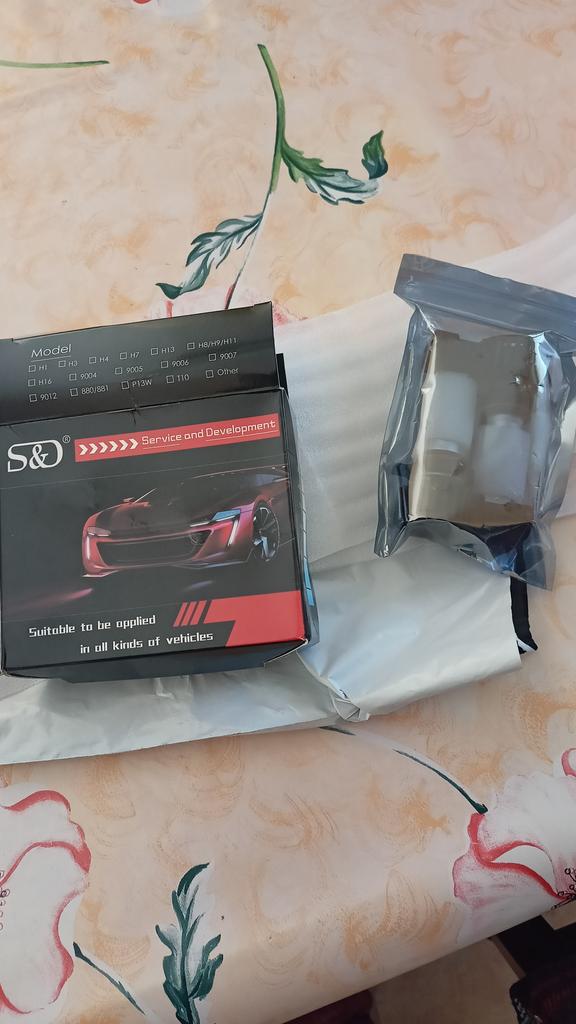 Model
☐ H1 ☐ H3 ☐ H4 ☐ H7 ☐ H13 ☐ H8/H9/H11
☐ H16 ☐ 9004 ☐ 9005 ☐ 9006 ☐ 9007
☐ 9012 ☐ 880/881 ☐ P13W ☐ T10 ☐ Other
S&D®
Service and Development
Suitable to be applied
in all kinds of vehicles